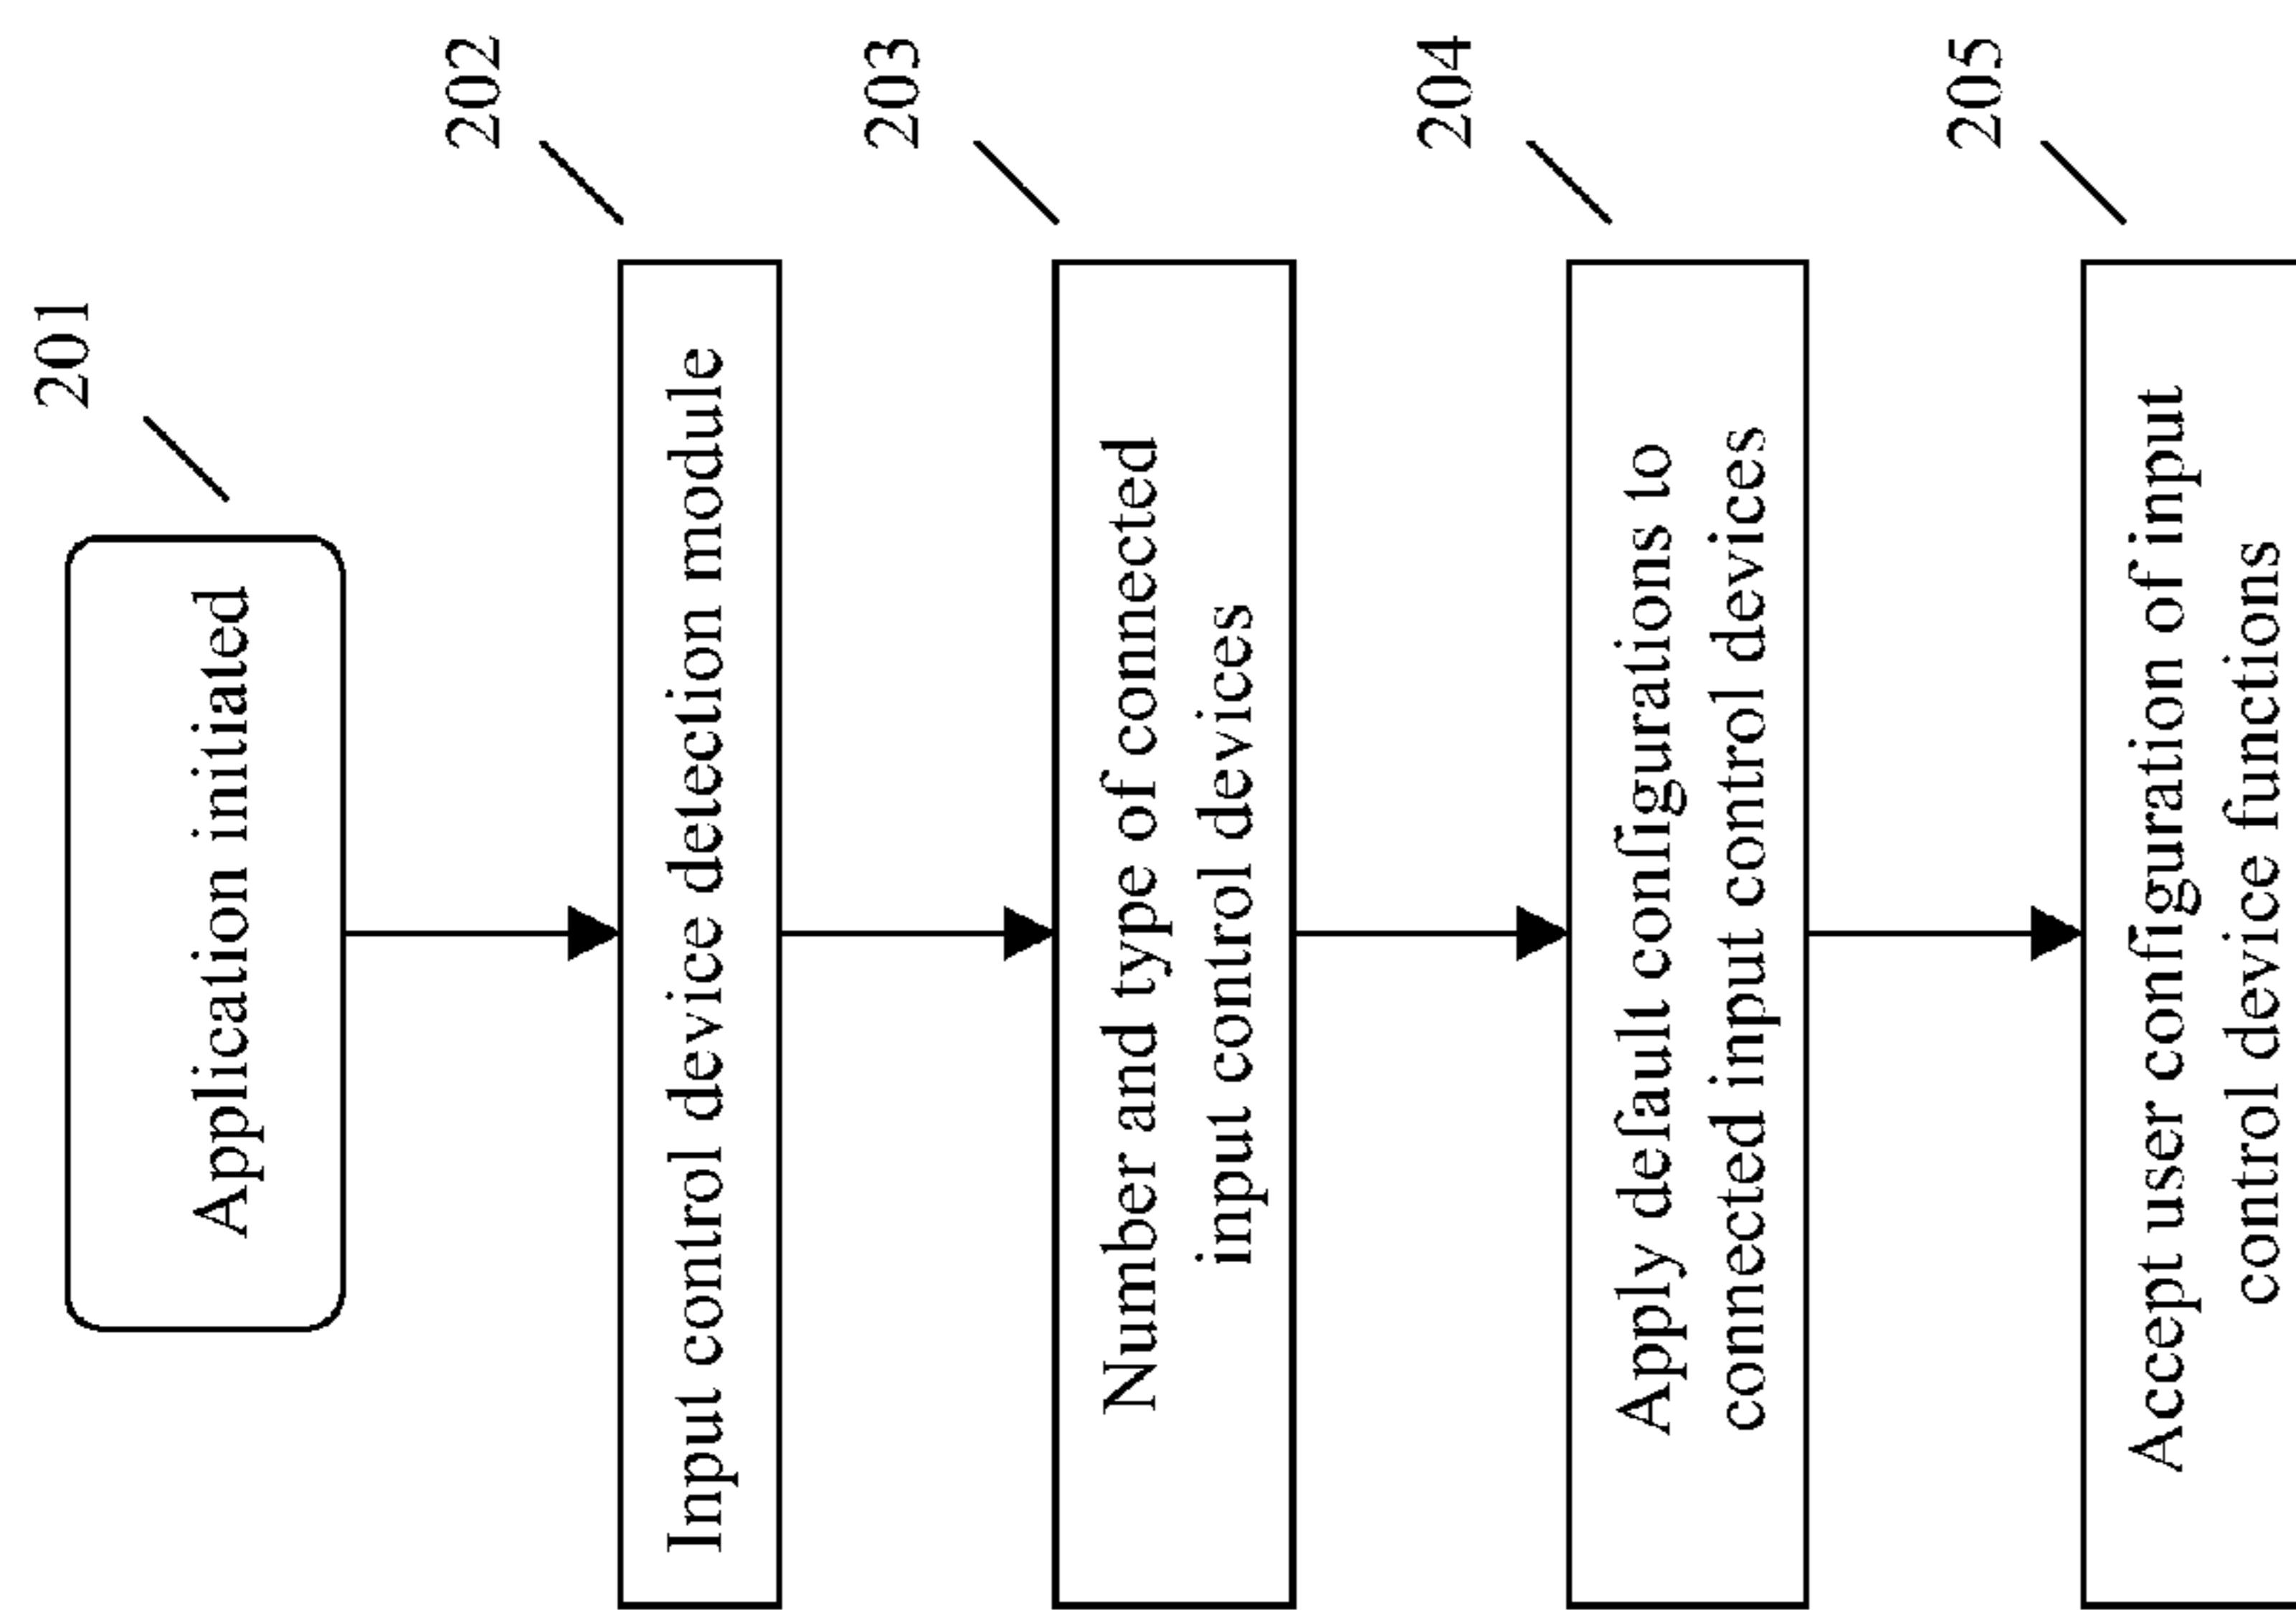 201
Application initiated
202
Input control device detection module
203
Number and type of connected
input control devices
204
Apply default configurations to
connected input control devices
205
Accept user configuration of input
control device functions